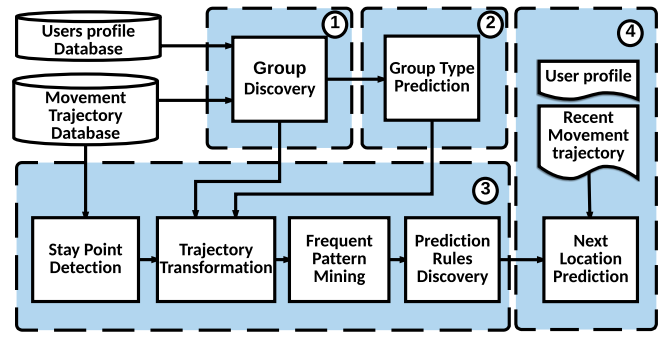 Users profile
Database
Movement
Trajectory
Database
1
Group
Discovery
2
Group Type
Prediction
4
User profile
Recent
Movement
trajectory
3
Stay Point
Detection
Trajectory
Transformation
Frequent
Pattern
Mining
Prediction
Rules
Discovery
Next
Location
Prediction